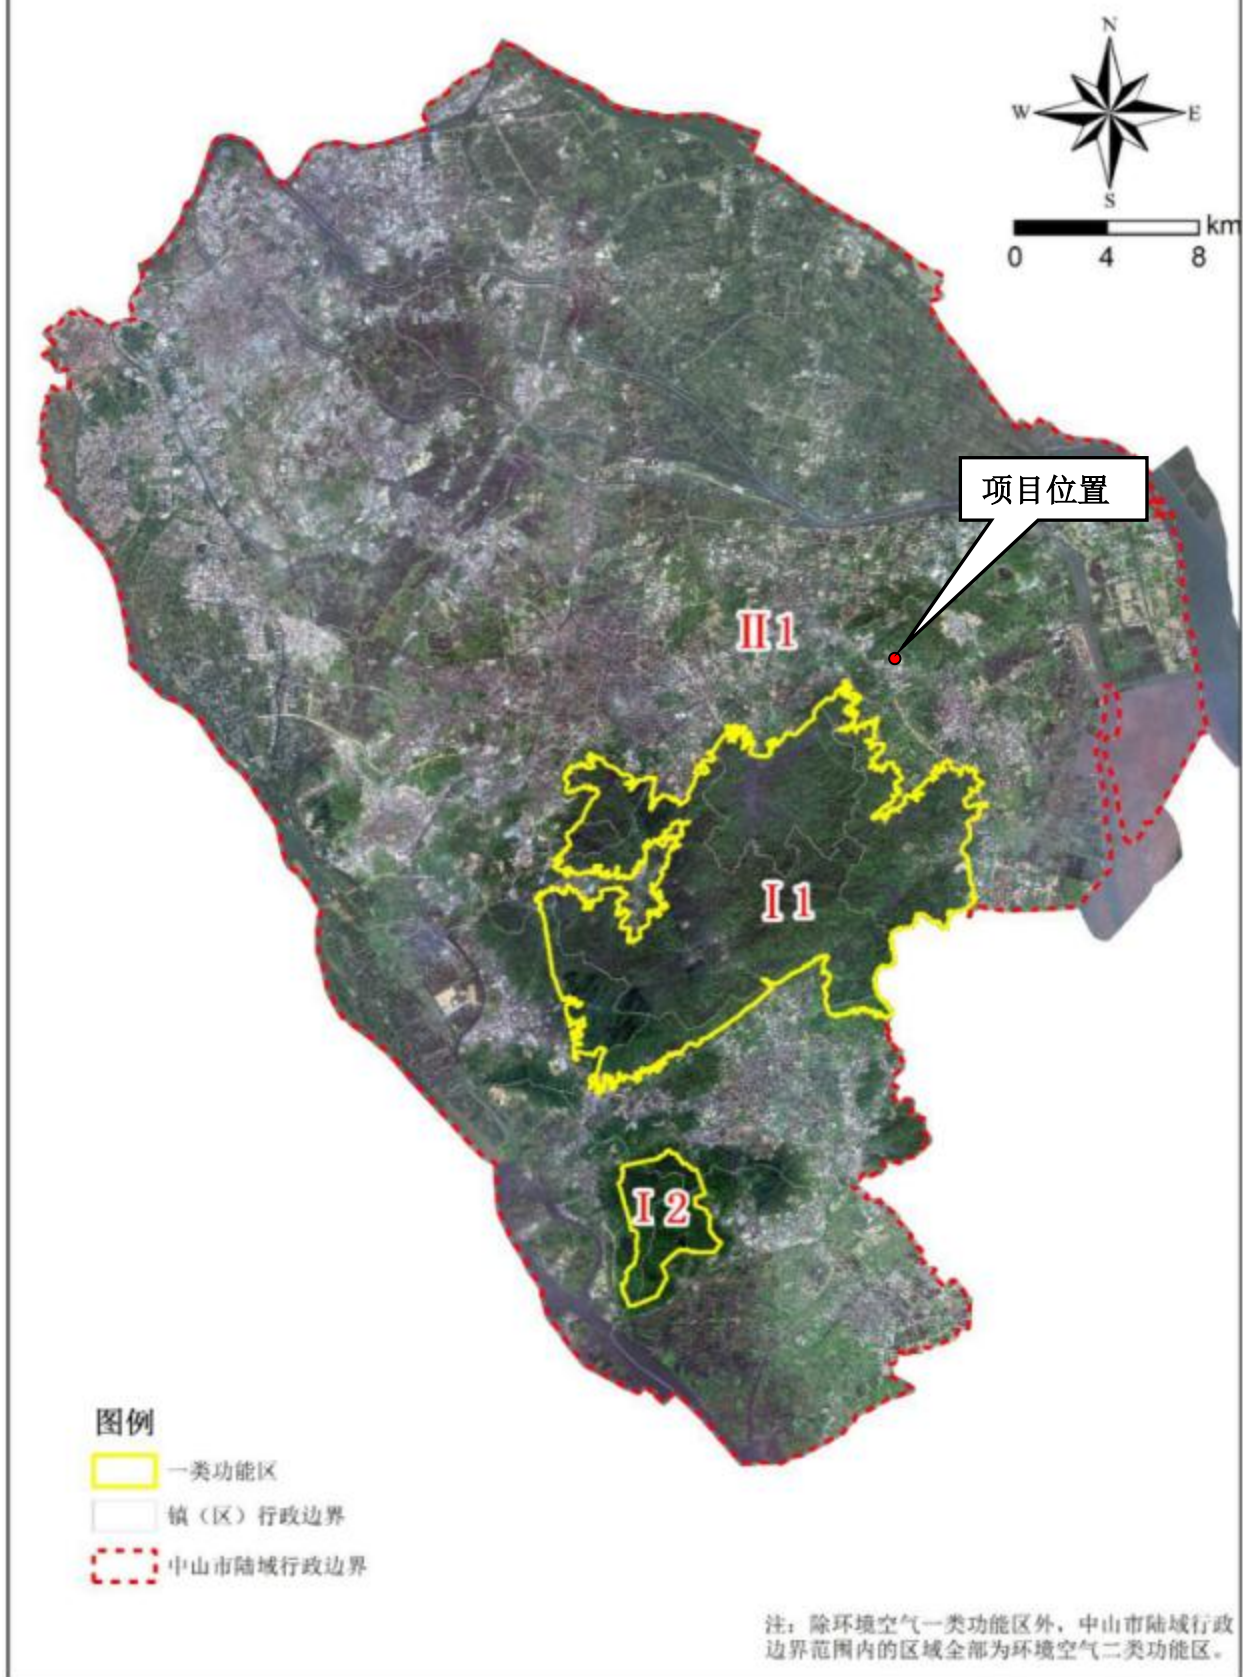 N
W
E
S
km
0 4 8
项目位置
Ⅱ1
Ⅰ1
Ⅰ2
图例
一类功能区
镇（区）行政边界
中山市陆域行政边界
注：除环境空气一类功能区外，中山市陆域行政
边界范围内的区域全部为环境空气二类功能区。